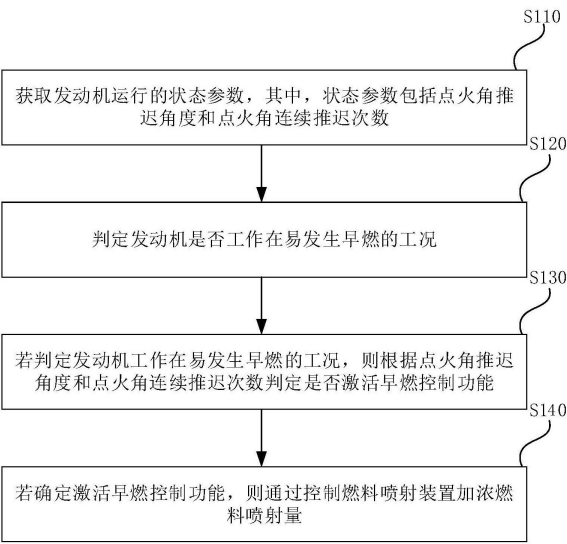 S110
获取发动机运行的状态参数，其中，状态参数包括点火角推
迟角度和点火角连续推迟次数
S120
判定发动机是否工作在易发生早燃的工况
S130
若判定发动机工作在易发生早燃的工况，则根据点火角推迟
角度和点火角连续推迟次数判定是否激活早燃控制功能
S140
若确定激活早燃控制功能，则通过控制燃料喷射装置加浓燃
料喷射量